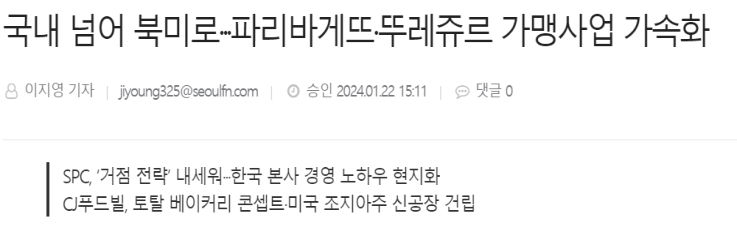 국내 넘어 북미로···파리바게뜨·뚜레쥬르 가맹사업 가속화
이지영 기자 | jiyoung325@seoulfn.com | 승인 2024.01.22 15:11 | 댓글 0
SPC, '거점 전략' 내세워···한국 본사 경영 노하우 현지화
CJ푸드빌, 토탈 베이커리 콘셉트·미국 조지아주 신공장 건립